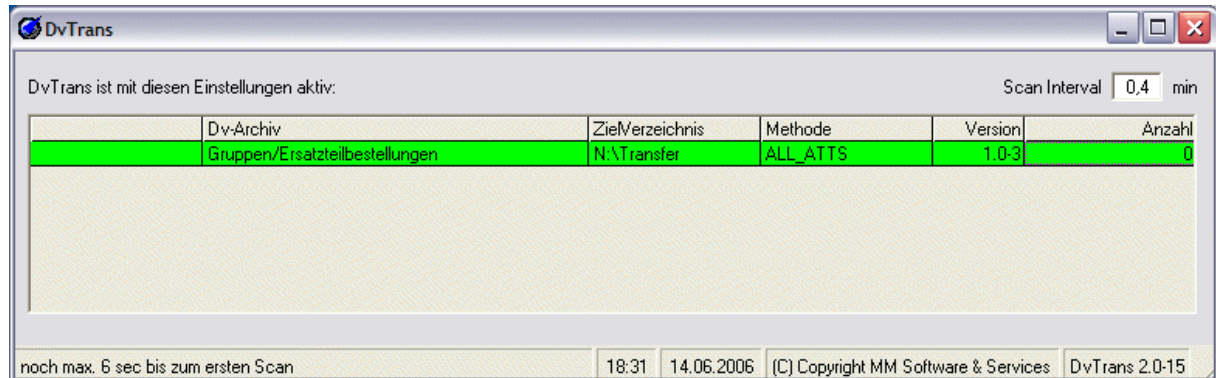 DvTrans
DvTrans ist mit diesen Einstellungen aktiv: Scan Interval 0,4 min
Dv-Archiv ZielVerzeichnis Methode Version Anzahl
Gruppen/Ersatzteilbestellungen N:\Transfer ALL_ATTS 1.0-3 0
noch max. 6 sec bis zum ersten Scan 18:31 14.06.2006 (C) Copyright MM Software & Services DvTrans 2.0-15